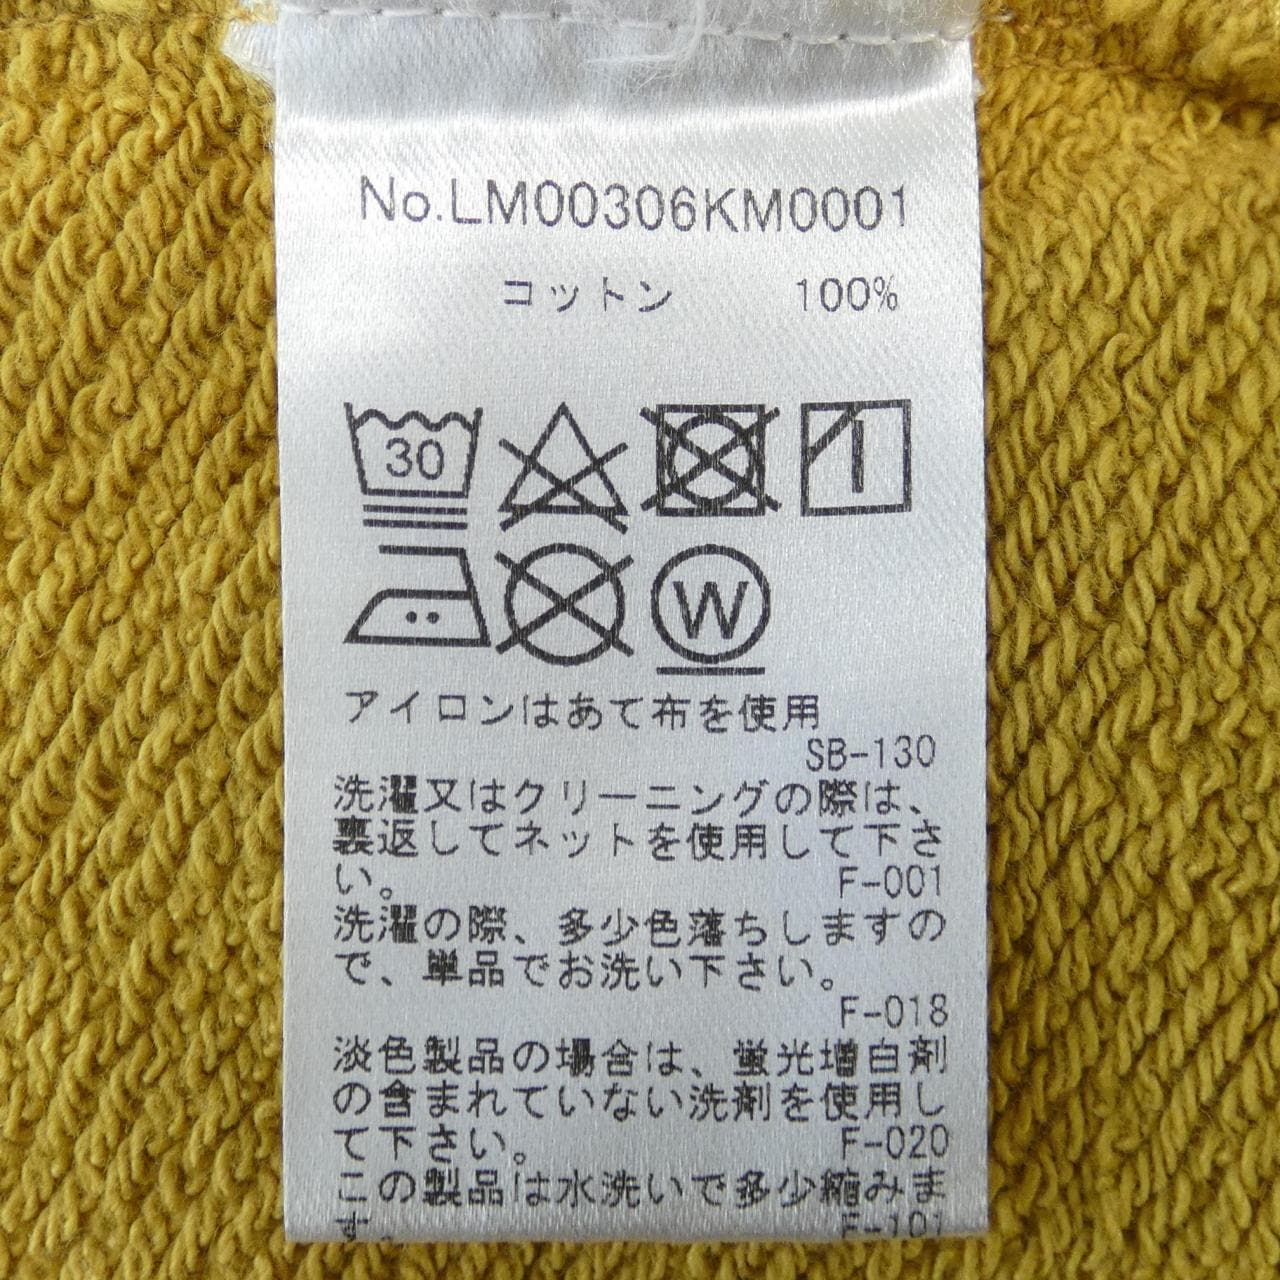 No.LM00306KM0001
コットン 100%
30
W
アイロンはあて布を使用
SB-130
洗濯又はクリーニングの際は、
裏返してネットを使用して下さ
い。 F-001
洗濯の際、多少色落ちしますの
で、単品でお洗い下さい。
F-018
淡色製品の場合は、蛍光増白剤
の含まれていない洗剤を使用し
て下さい。 F-020
この製品は水洗いで多少縮みま
す。 F-101